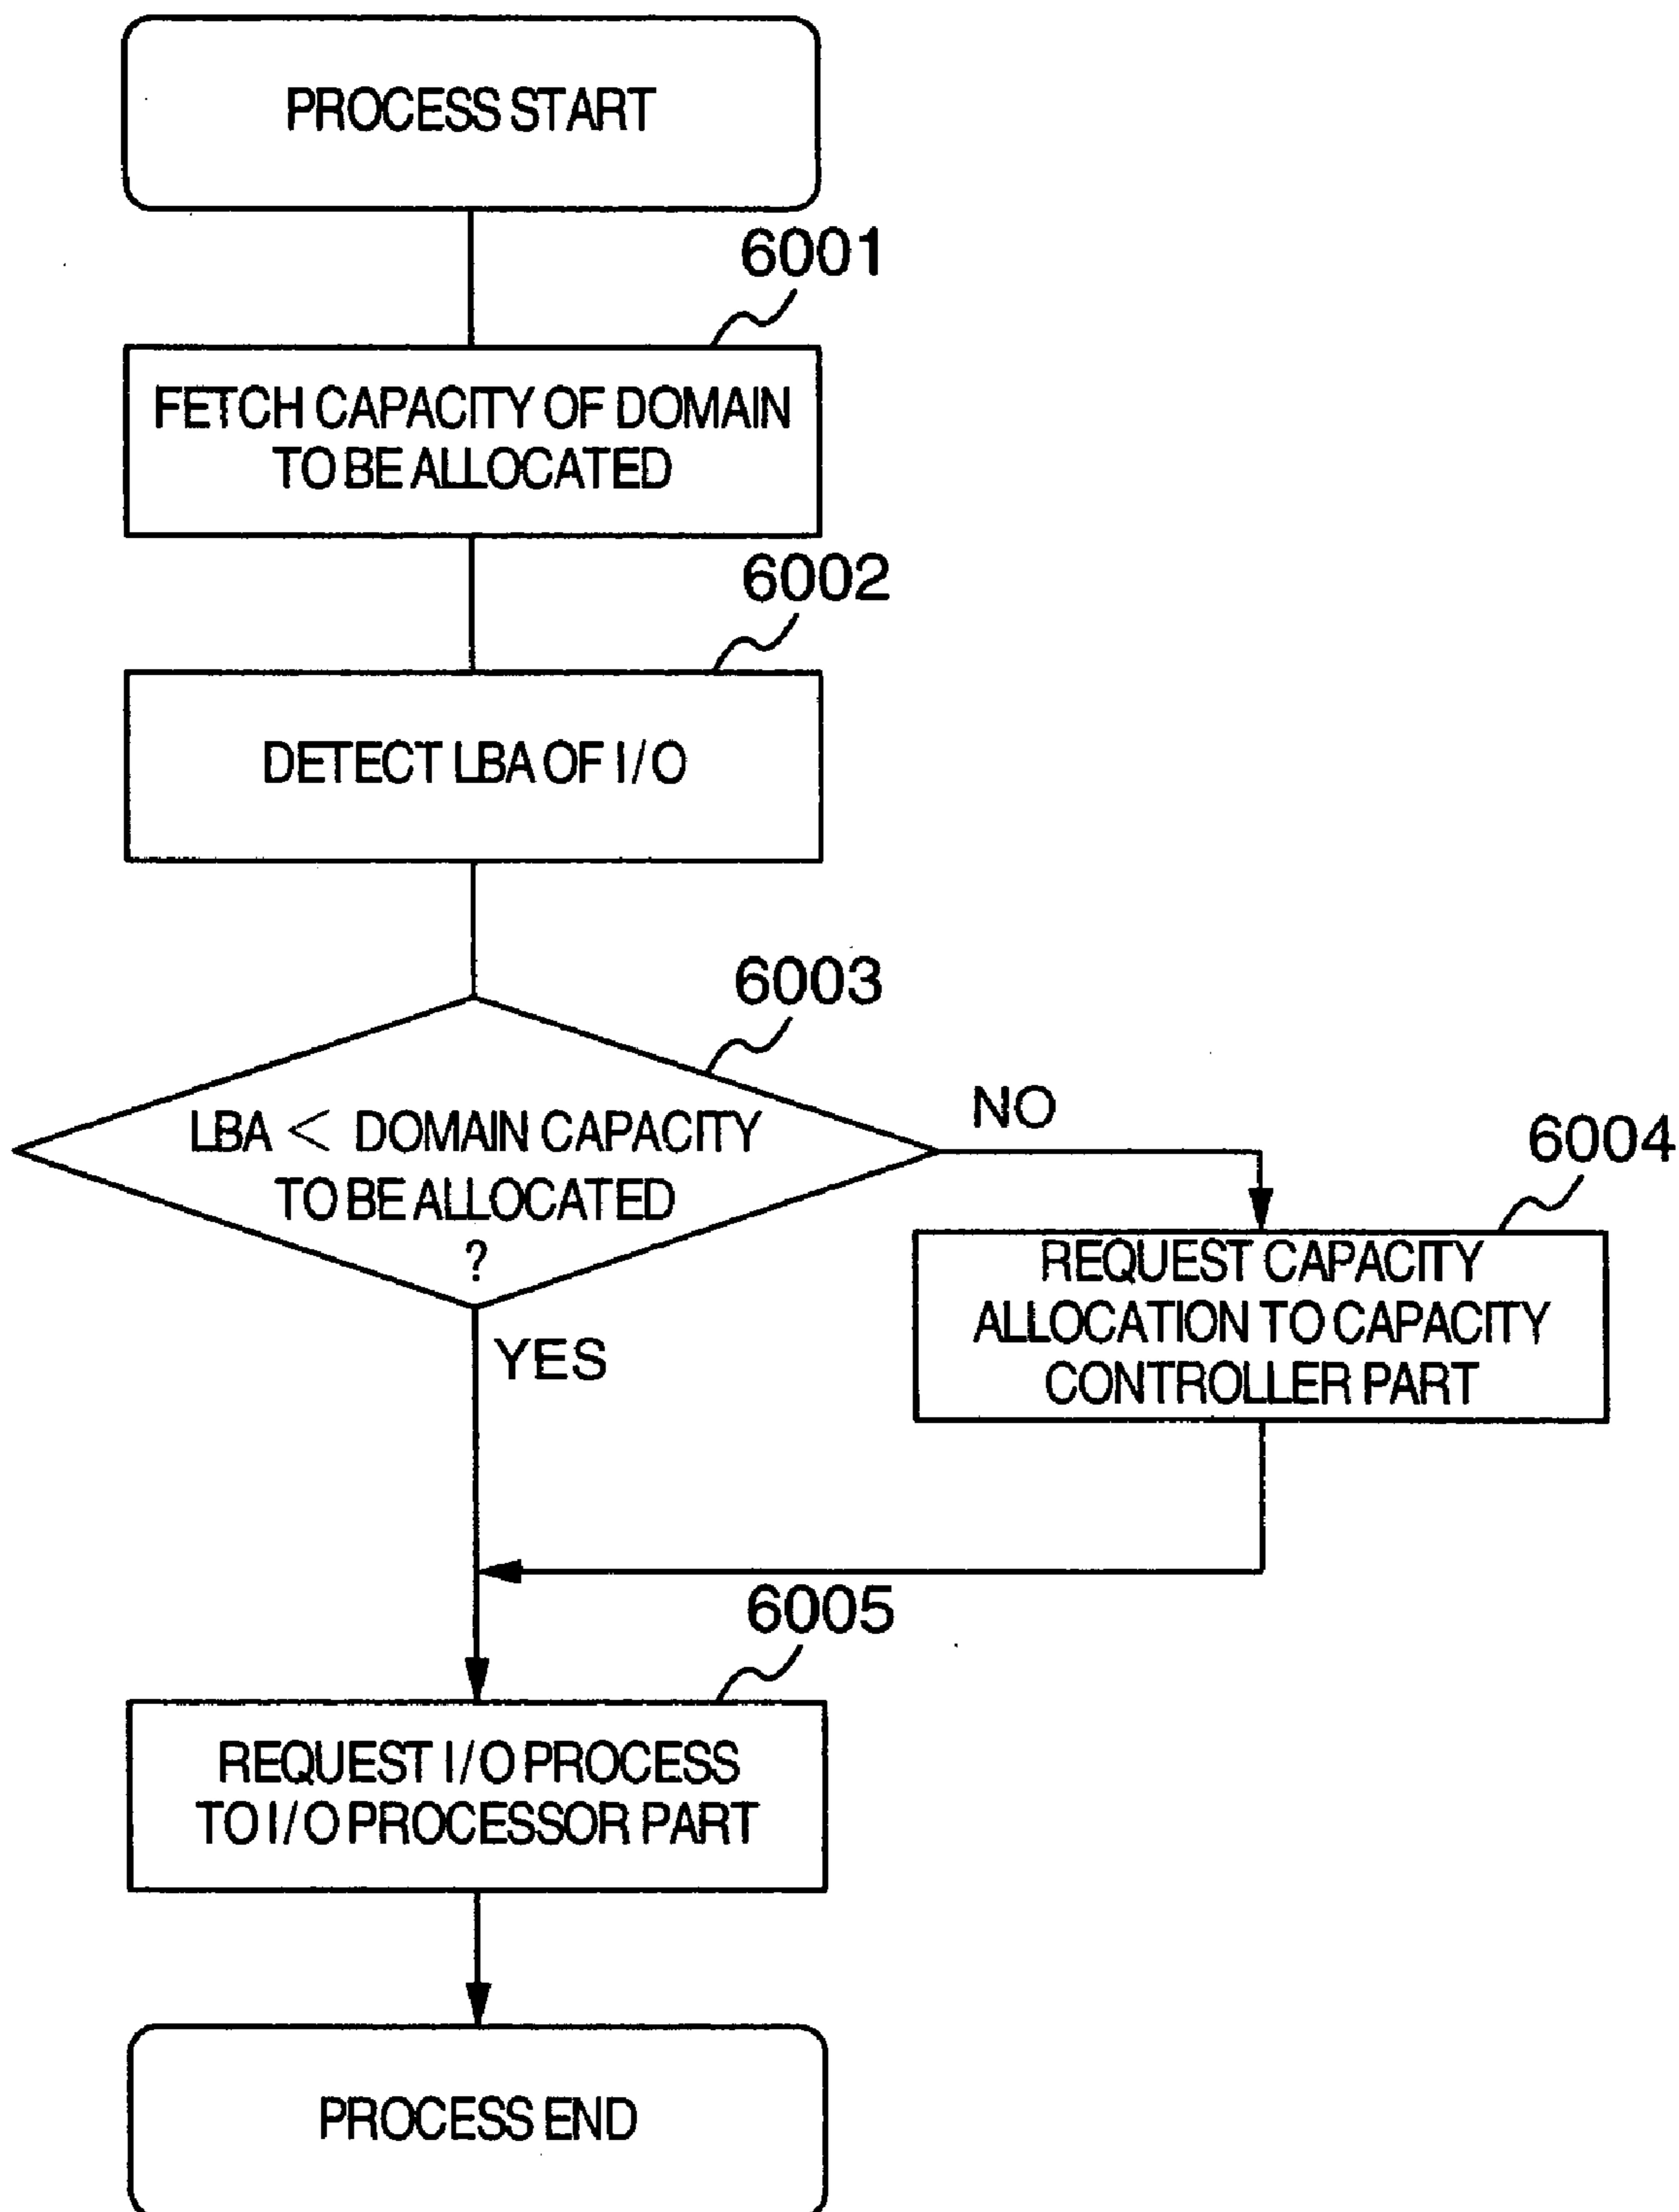 PROCESS START
6001
FETCH CAPACITY OF DOMAIN
TO BE ALLOCATED
6002
DETECT LBA OF I/O
6003
LBA < DOMAIN CAPACITY
TO BE ALLOCATED
?
NO
6004
REQUEST CAPACITY
ALLOCATION TO CAPACITY
CONTROLLER PART
YES
6005
REQUEST I/O PROCESS
TO I/O PROCESSOR PART
PROCESS END